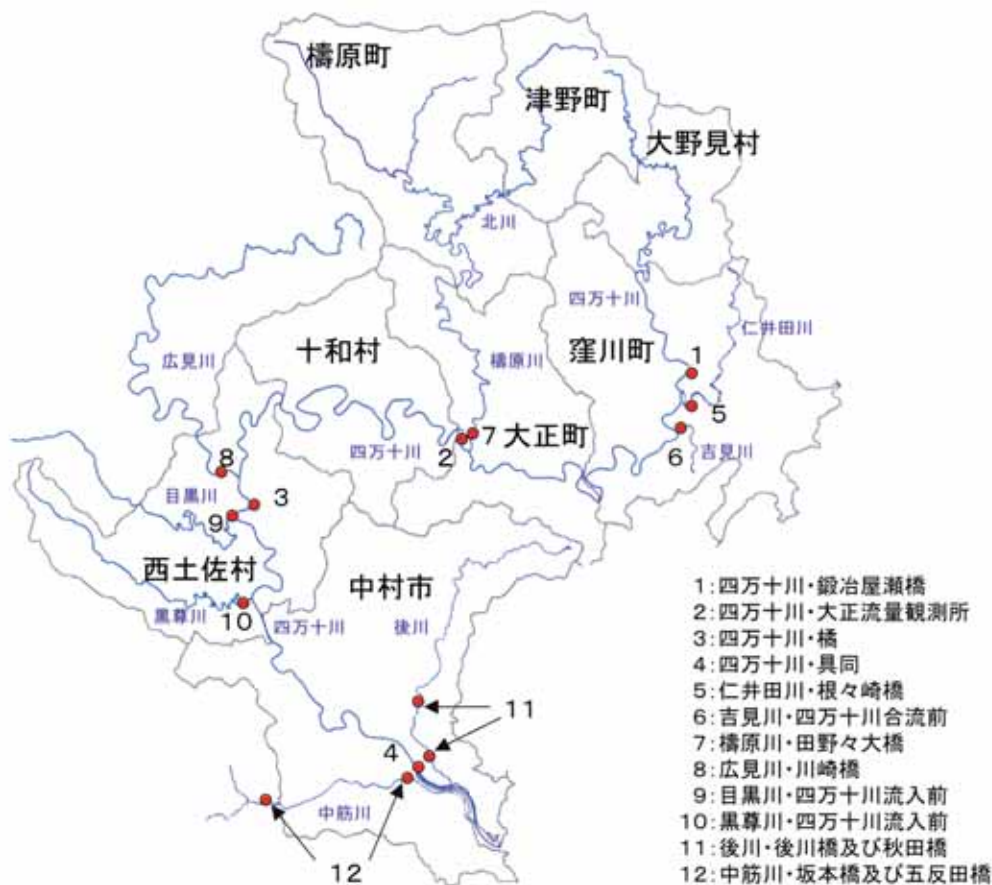 檮原町
津野町
大野見村
北川
四万十川
仁井田川
広見川
十和村
檮原川
窪川町
1
5
7
大正町
四万十川
2
6
吉見川
8
目黒川
3
9
西土佐村
中村市
黒尊川
10
四万十川
後川
11
4
中筋川
12
1:四万十川・鍛冶屋瀬橋
2:四万十川・大正流量観測所
3:四万十川・橘
4:四万十川・具同
5:仁井田川・根々崎橋
6:吉見川・四万十川合流前
7:檮原川・田野々大橋
8:広見川・川崎橋
9:目黒川・四万十川流入前
10:黒尊川・四万十川流入前
11:後川・後川橋及び秋田橋
12:中筋川・坂本橋及び五反田橋